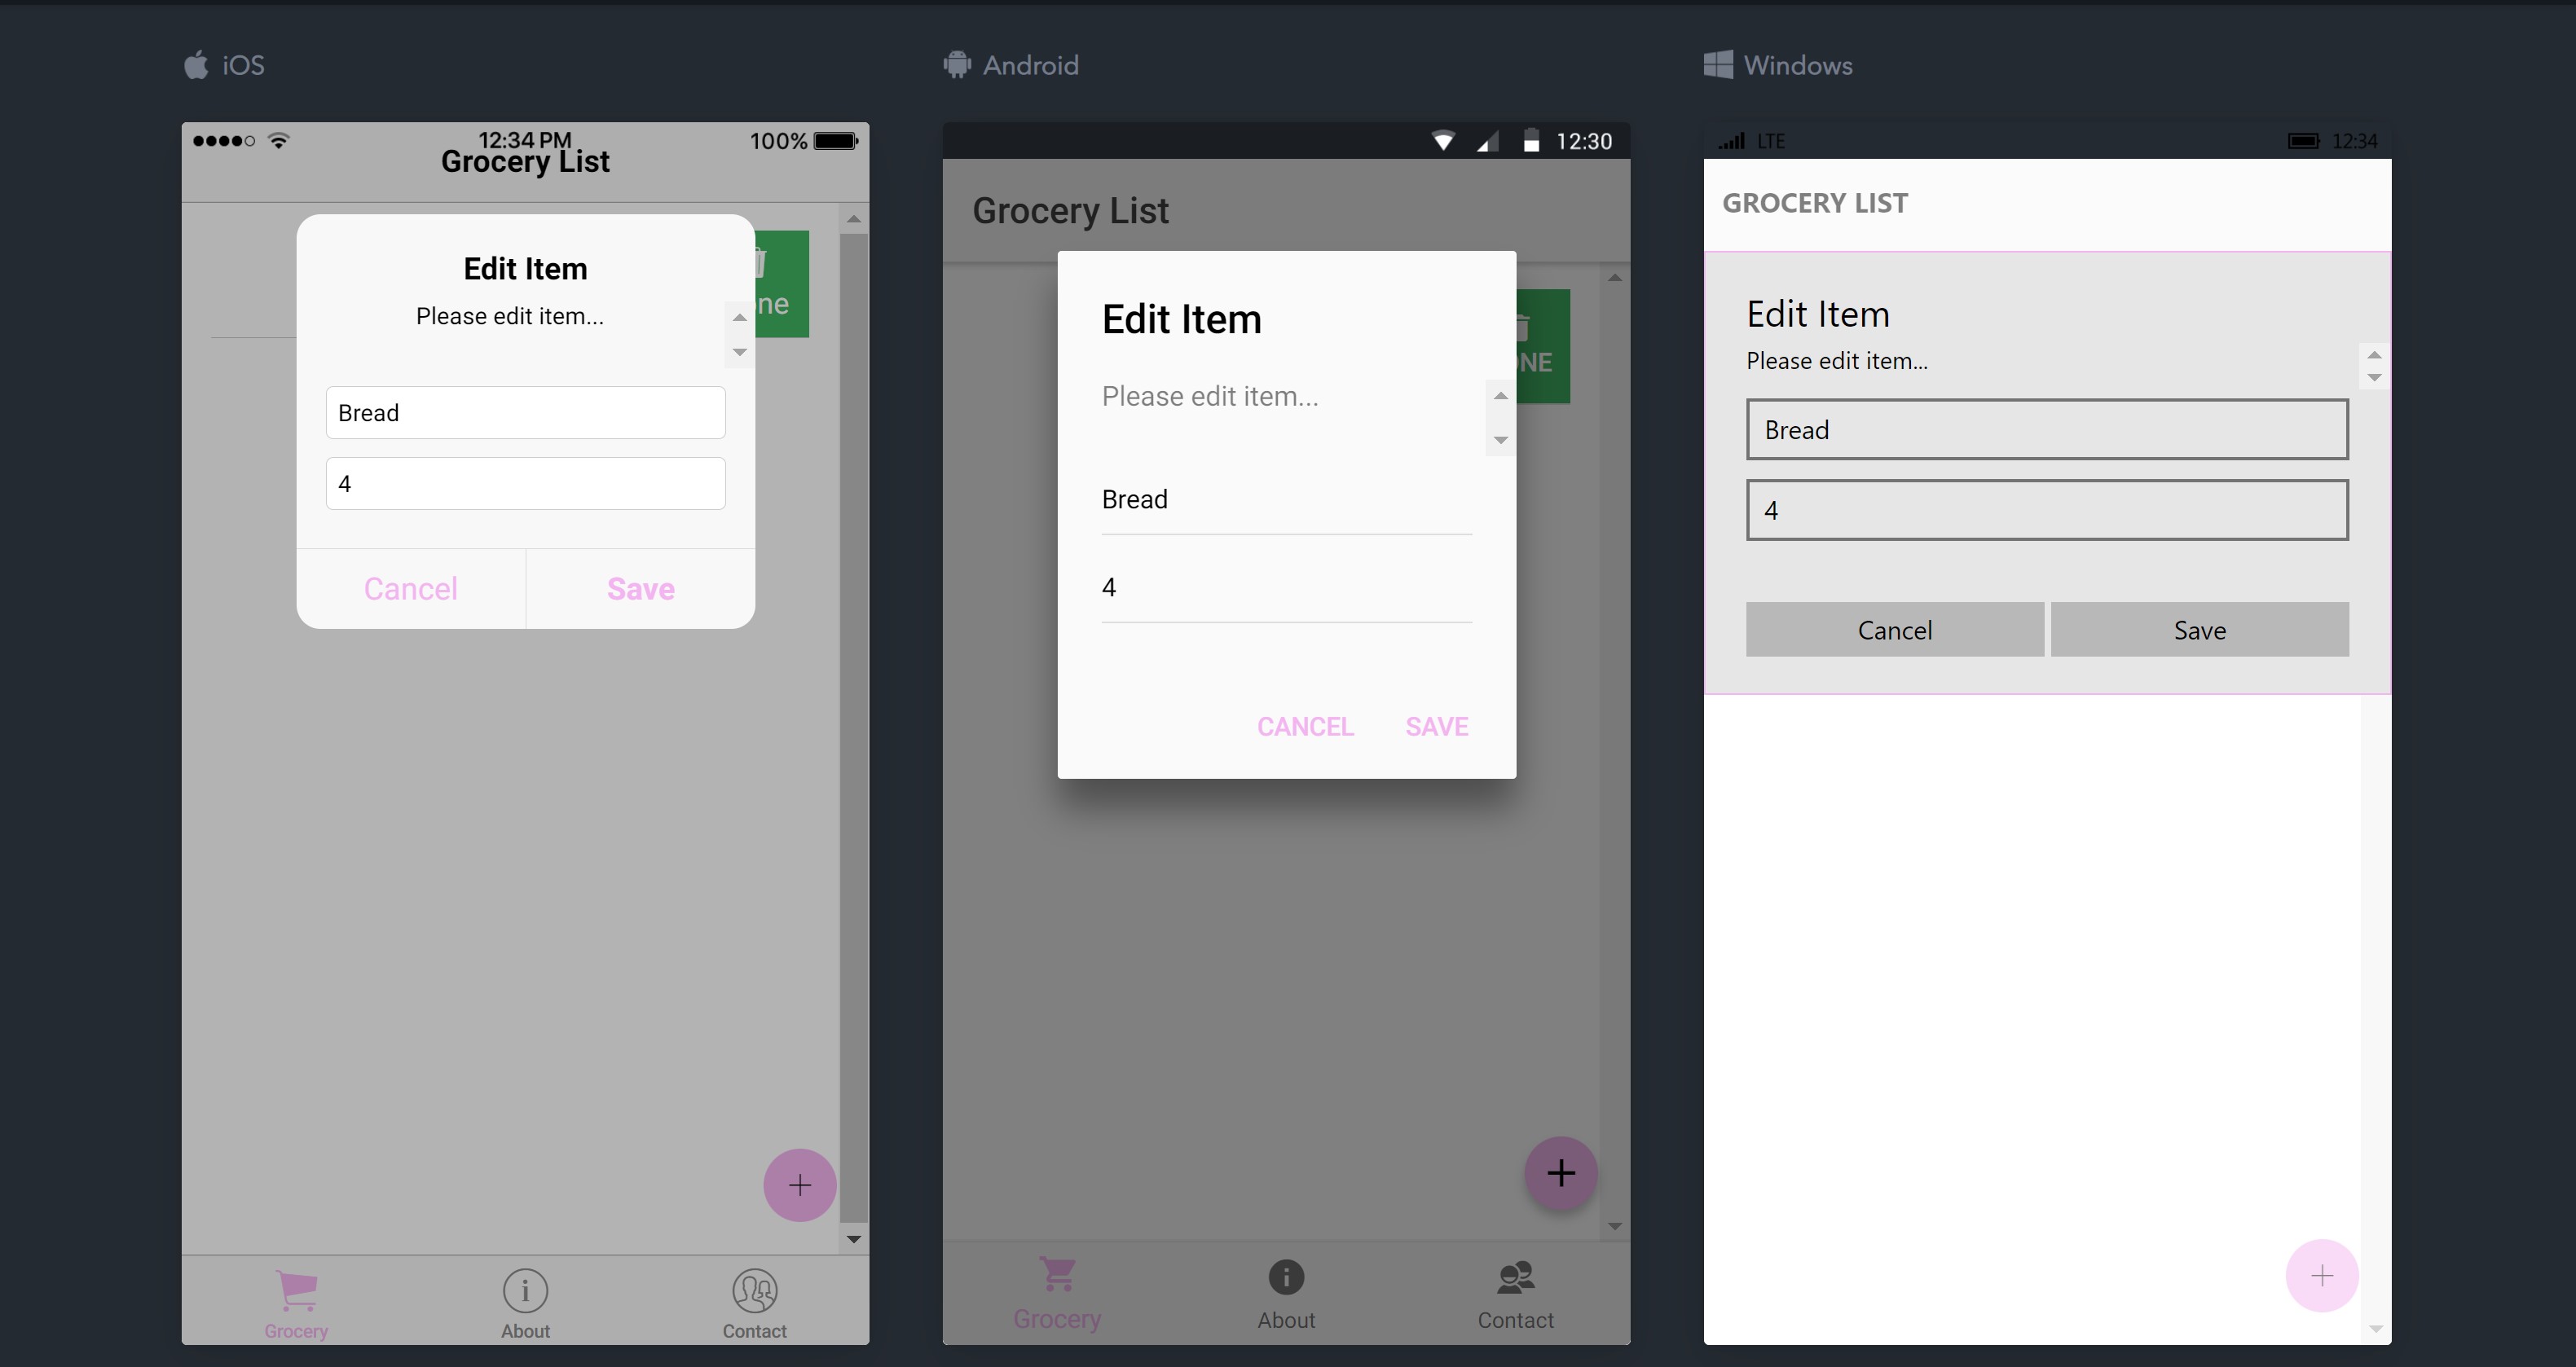 iOS
12:34 PM
100%
Grocery List
Edit Item
Please edit item...
ne
Bread
4
Cancel
Save
+
Grocery
About
Contact
Android
12:30
Grocery List
Edit Item
Please edit item...
NE
Bread
4
CANCEL
SAVE
+
Grocery
About
Contact
Windows
LTE
12:34
GROCERY LIST
Edit Item
Please edit item...
Bread
4
Cancel
Save
+